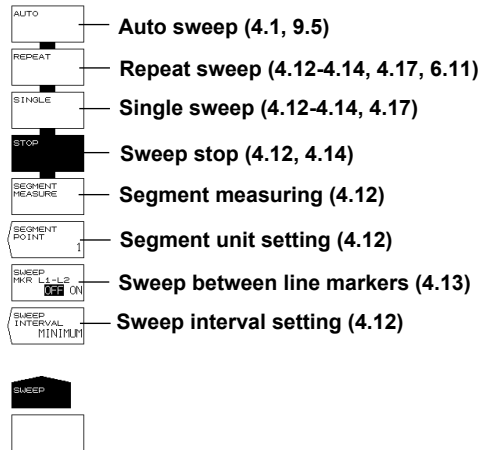 AUTO
Auto sweep (4.1, 9.5)
REPEAT
Repeat sweep (4.12-4.14, 4.17, 6.11)
SINGLE
Single sweep (4.12-4.14, 4.17)
STOP
Sweep stop (4.12, 4.14)
SEGMENT
MEASURE
Segment measuring (4.12)
SEGMENT
POINT
1
Segment unit setting (4.12)
SWEEP
MKR L1-L2
OFF ON
Sweep between line markers (4.13)
SWEEP
INTERVAL
MINIMUM
Sweep interval setting (4.12)
SWEEP